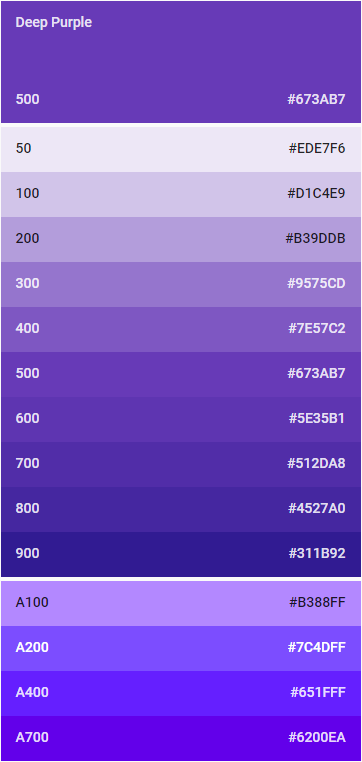 Deep Purple
500 #673AB7
50 #EDE7F6
100 #D1C4E9
200 #B39DDB
300 #9575CD
400 #7E57C2
500 #673AB7
600 #5E35B1
700 #512DA8
800 #4527A0
900 #311B92
A100 #B388FF
A200 #7C4DFF
A400 #651FFF
A700 #6200EA